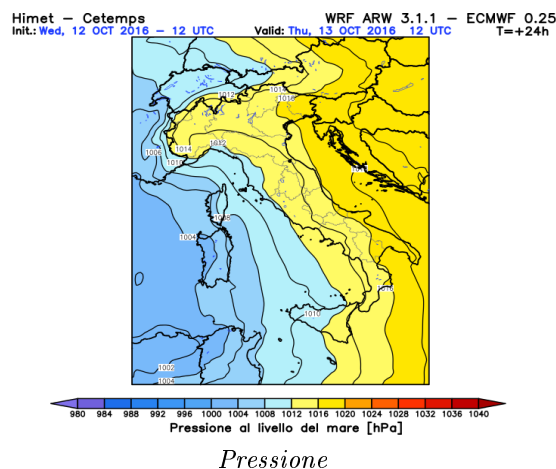 Himet – Cetemps WRF ARW 3.1.1 – ECMWF 0.25
Init.: Wed, 12 OCT 2016 – 12 UTC Valid: Thu, 13 OCT 2016 12 UTC T=+24h
1012
1014
1016
1006
1014
1012
1010
1008
1004
1016
1010
1002
1004
980 984 988 992 996 1000 1004 1008 1012 1016 1020 1024 1028 1032 1036 1040
Pressione al livello del mare [hPa]
Pressione